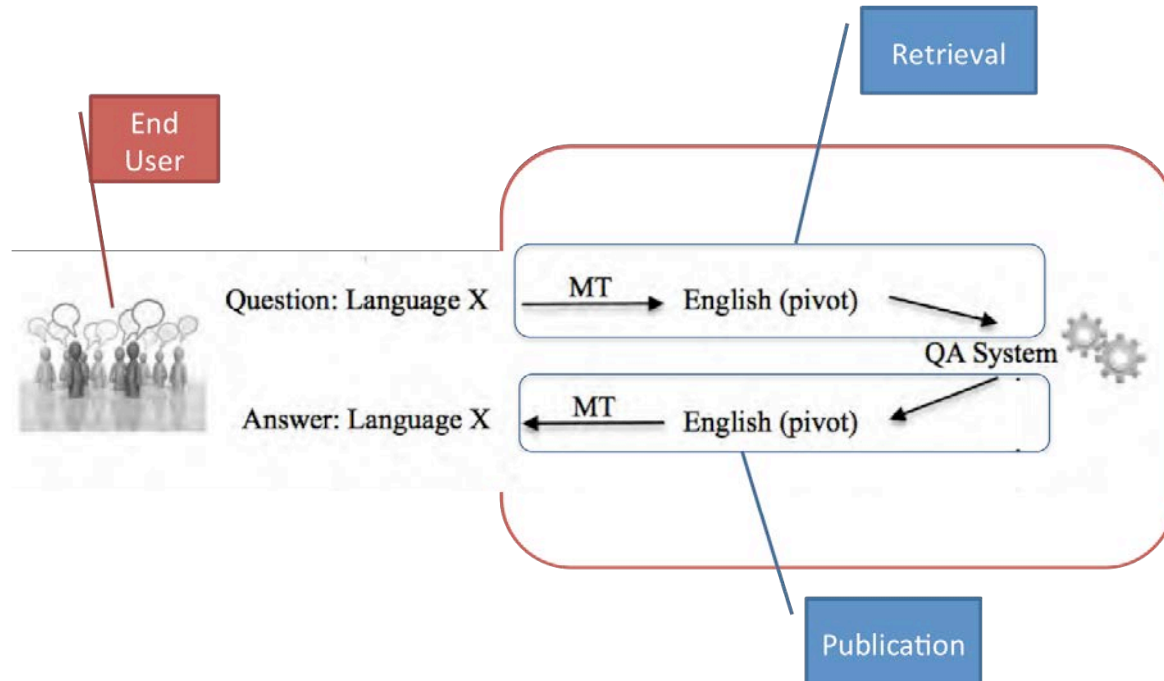 Retrieval
End
User
Question: Language X
MT
English (pivot)
QA System
Answer: Language X
MT
English (pivot)
Publication